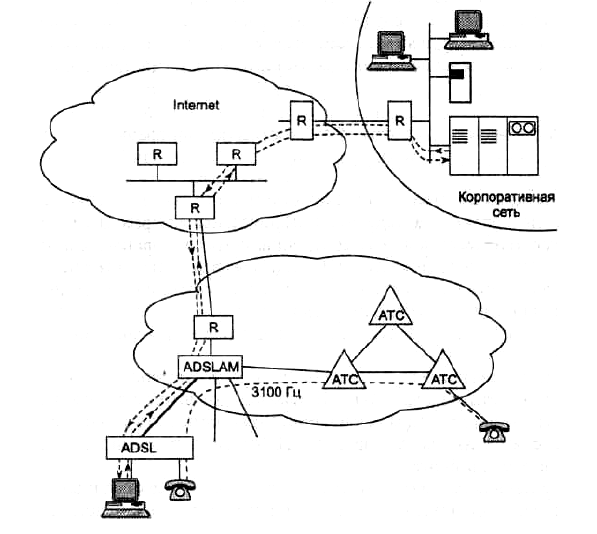 Internet
R
R
R
R
R
Корпоративная
сеть
R
ADSLAM
АТС
АТС
АТС
3100 Гц
ADSL